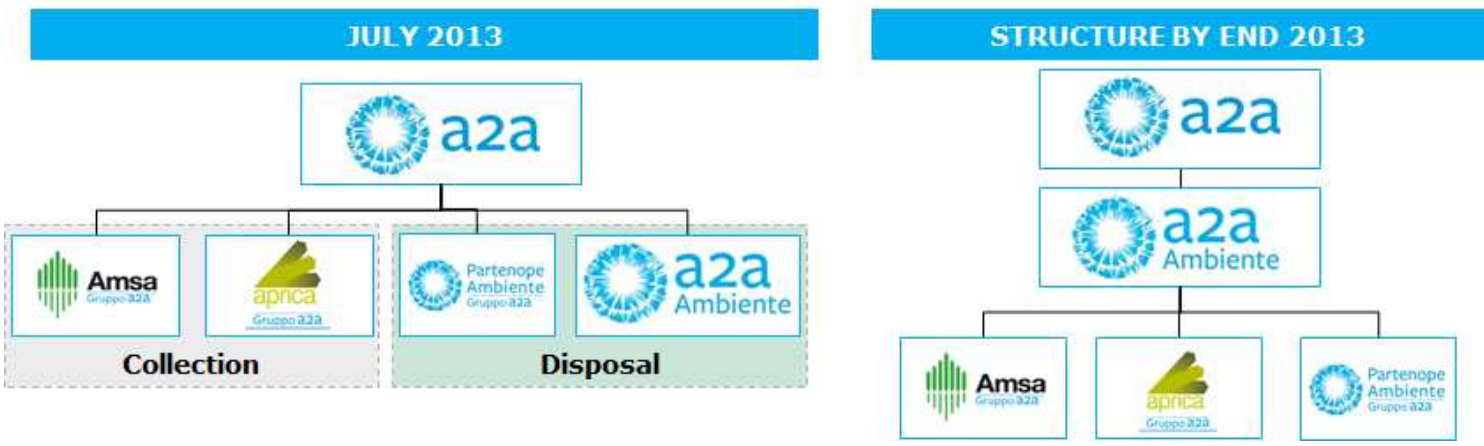 JULY 2013
a2a
Amsa
Gruppo a2a
aprica
Gruppo a2a
Partenope
Ambiente
Gruppo a2a
a2a
Ambiente
Collection
Disposal
STRUCTURE BY END 2013
a2a
a2a
Ambiente
Amsa
Gruppo a2a
aprica
Gruppo a2a
Partenope
Ambiente
Gruppo a2a